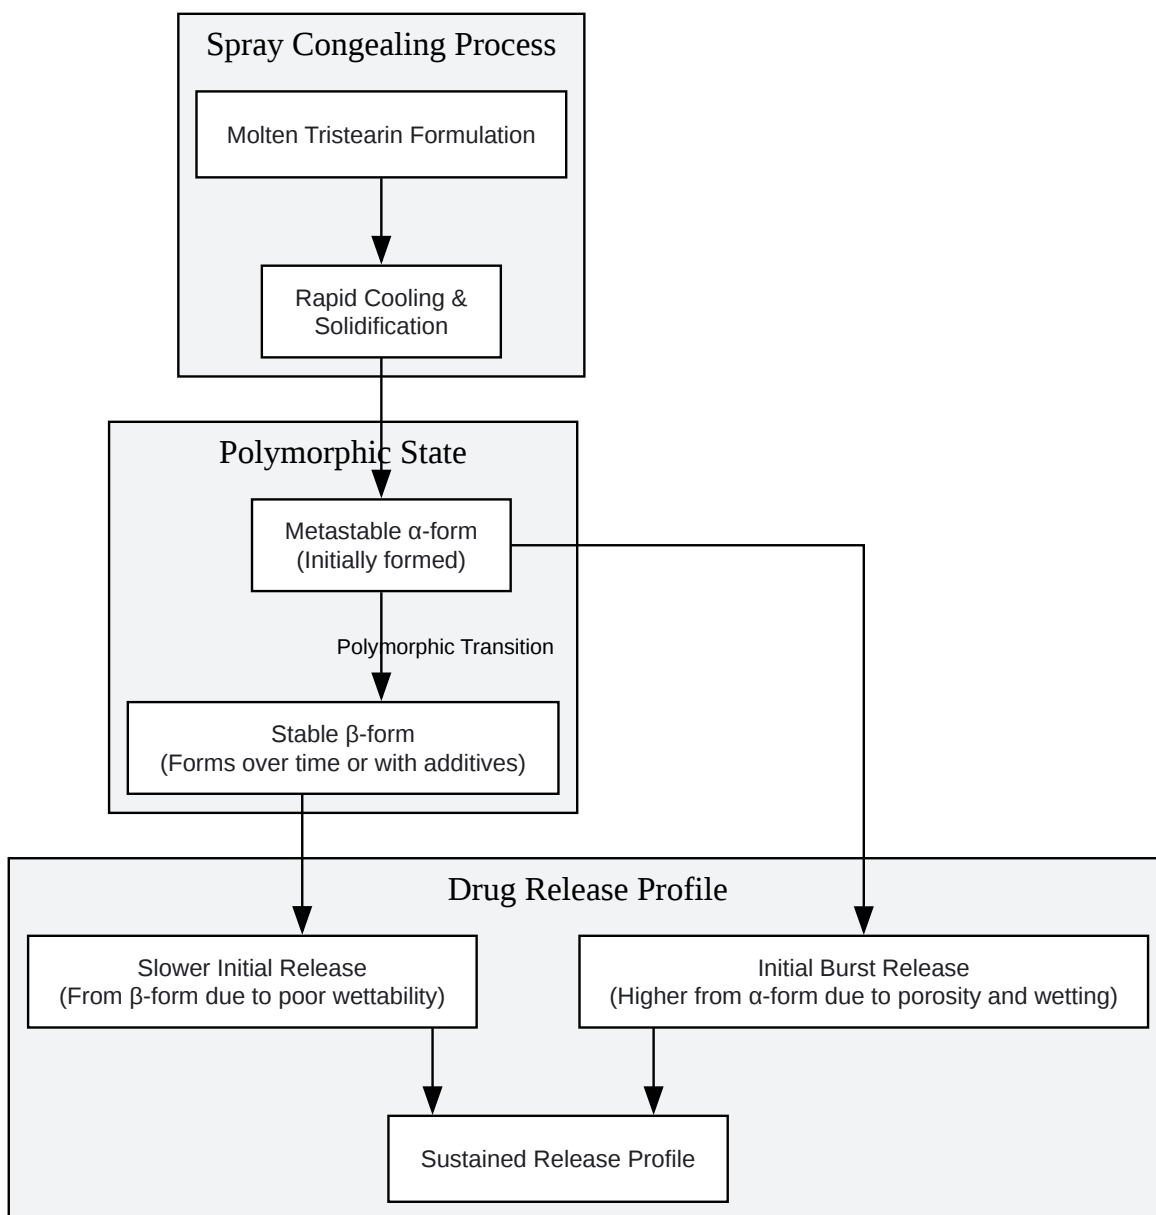 Spray Congealing Process
Molten Tristearin Formulation
Rapid Cooling &
Solidification
Polymorphic State
Metastable α-form
(Initially formed)
Polymorphic Transition
Stable β-form
(Forms over time or with additives)
Drug Release Profile
Slower Initial Release
(From β-form due to poor wettability)
Initial Burst Release
(Higher from α-form due to porosity and wetting)
Sustained Release Profile